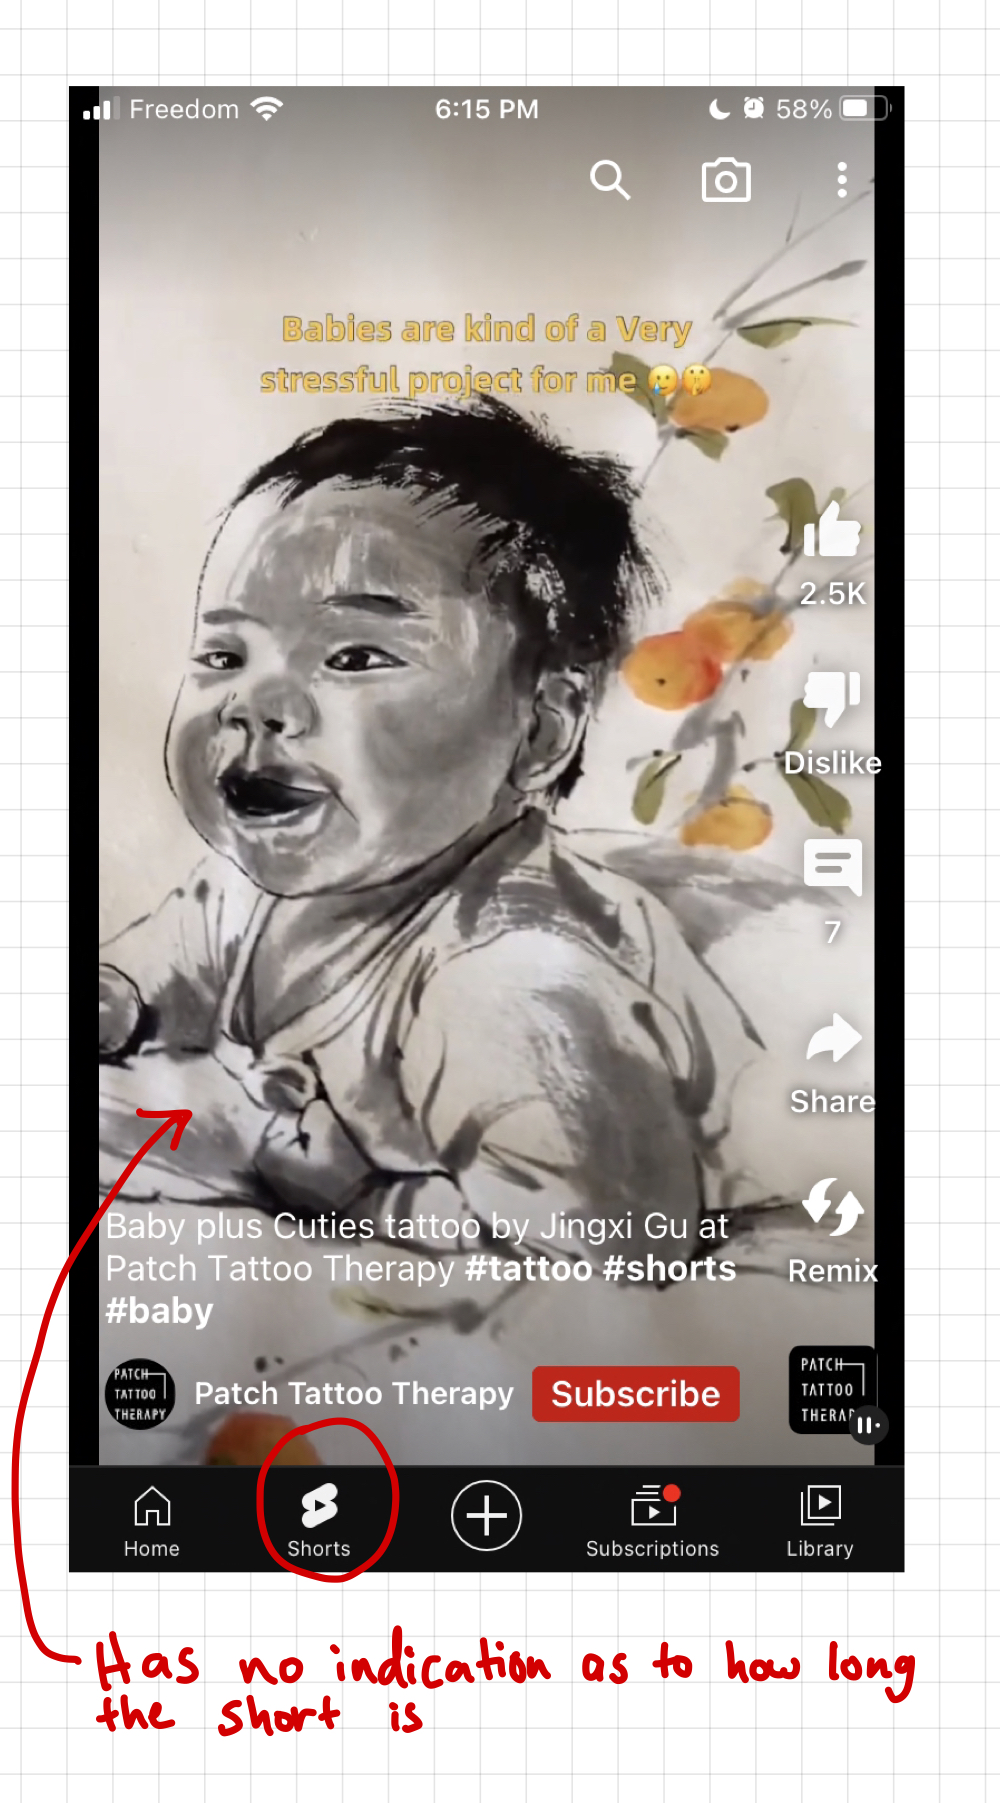 Freedom 6:15 PM 58%
Babies are kind of a Very
stressful project for me 🥲🤫
2.5K
Dislike
7
Share
Remix
Baby plus Cuties tattoo by Jingxi Gu at
Patch Tattoo Therapy #tattoo #shorts
#baby
PATCH
TATTOO
THERAPY
Patch Tattoo Therapy Subscribe
PATCH
TATTOO
THERAP
Home Shorts Subscriptions Library
Has no indication as to how long
the short is